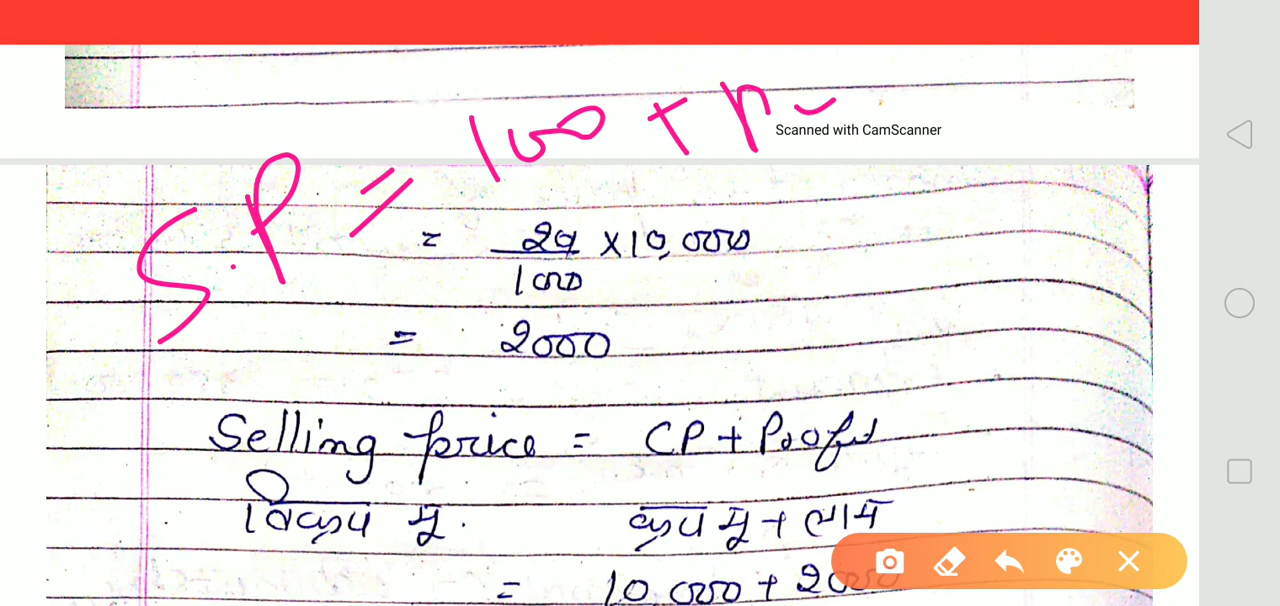 S.P = 100 + p
Scanned with CamScanner
= 20 × 10,000
100
= 2000
Selling price = CP + Profit
विक्रय मू. क्रय मू + लाभ
= 10,000 + 2000